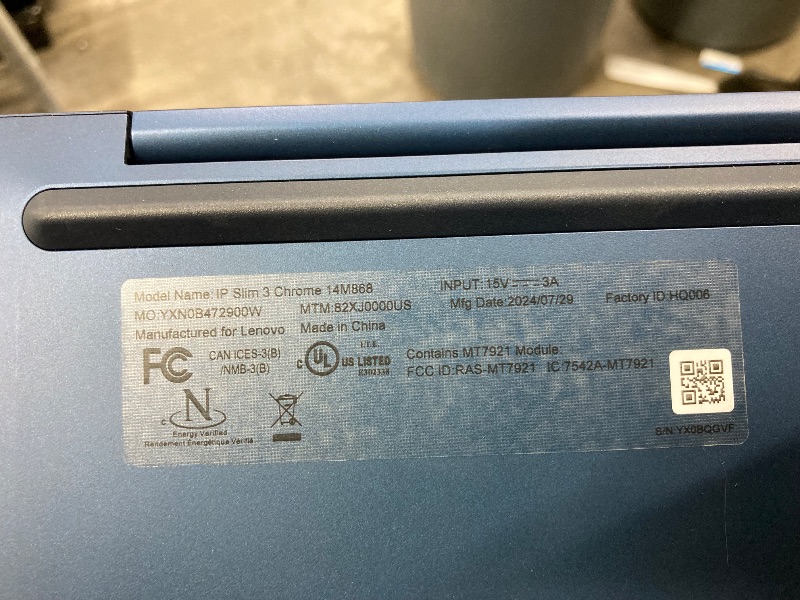 Model Name: IP Slim 3 Chrome 14M868
INPUT: 15V 3A
MO:YXN0B472900W
MTM:82XJ0000US
Mfg Date:2024/07/29
Factory ID:HQ006
Manufactured for Lenovo
Made in China
FC
CAN ICES-3(B)
/NMB-3(B)
c UL US LISTED
I.T.E.
E302338
Contains MT7921 Module.
FCC ID:RAS-MT7921
IC:7542A-MT7921
c N
Energy Verified
Rendement Énergétique Vérifié
S/N:YX0BQGVF